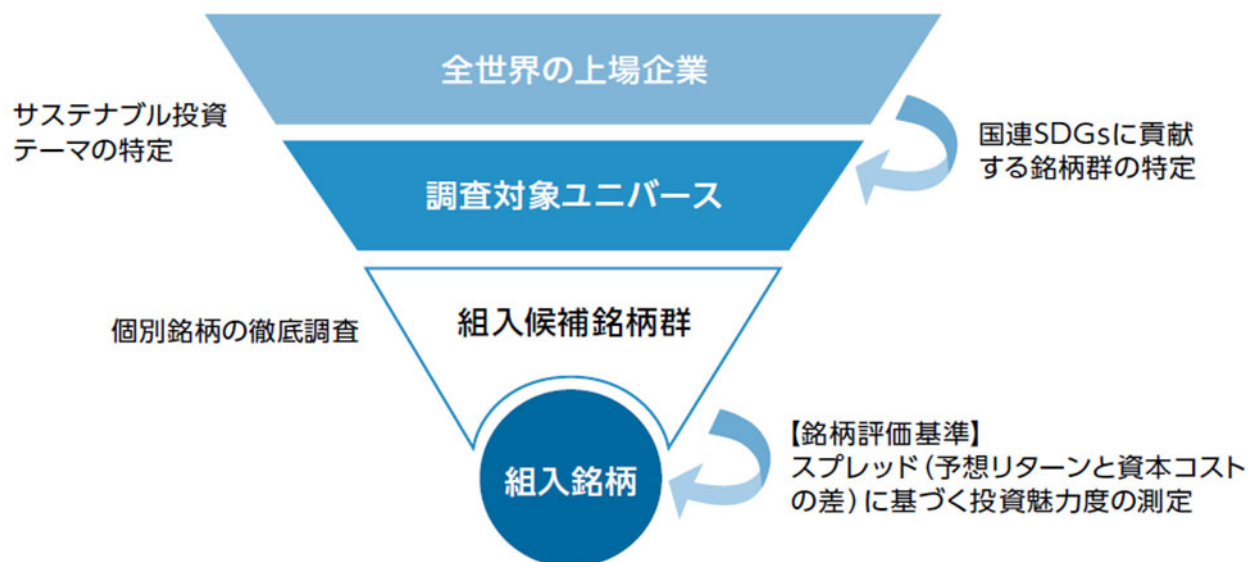 全世界の上場企業
サステナブル投資
テーマの特定
国連SDGsに貢献
する銘柄群の特定
調査対象ユニバース
個別銘柄の徹底調査
組入候補銘柄群
【銘柄評価基準】
スプレッド(予想リターンと資本コスト
の差)に基づく投資魅力度の測定
組入銘柄